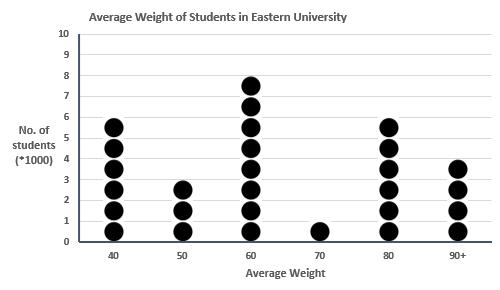 Average Weight of Students in Eastern University
10
9
8
7
6
5
4
3
2
1
0
No. of
students
(*1000)
40 50 60 70 80 90+
Average Weight